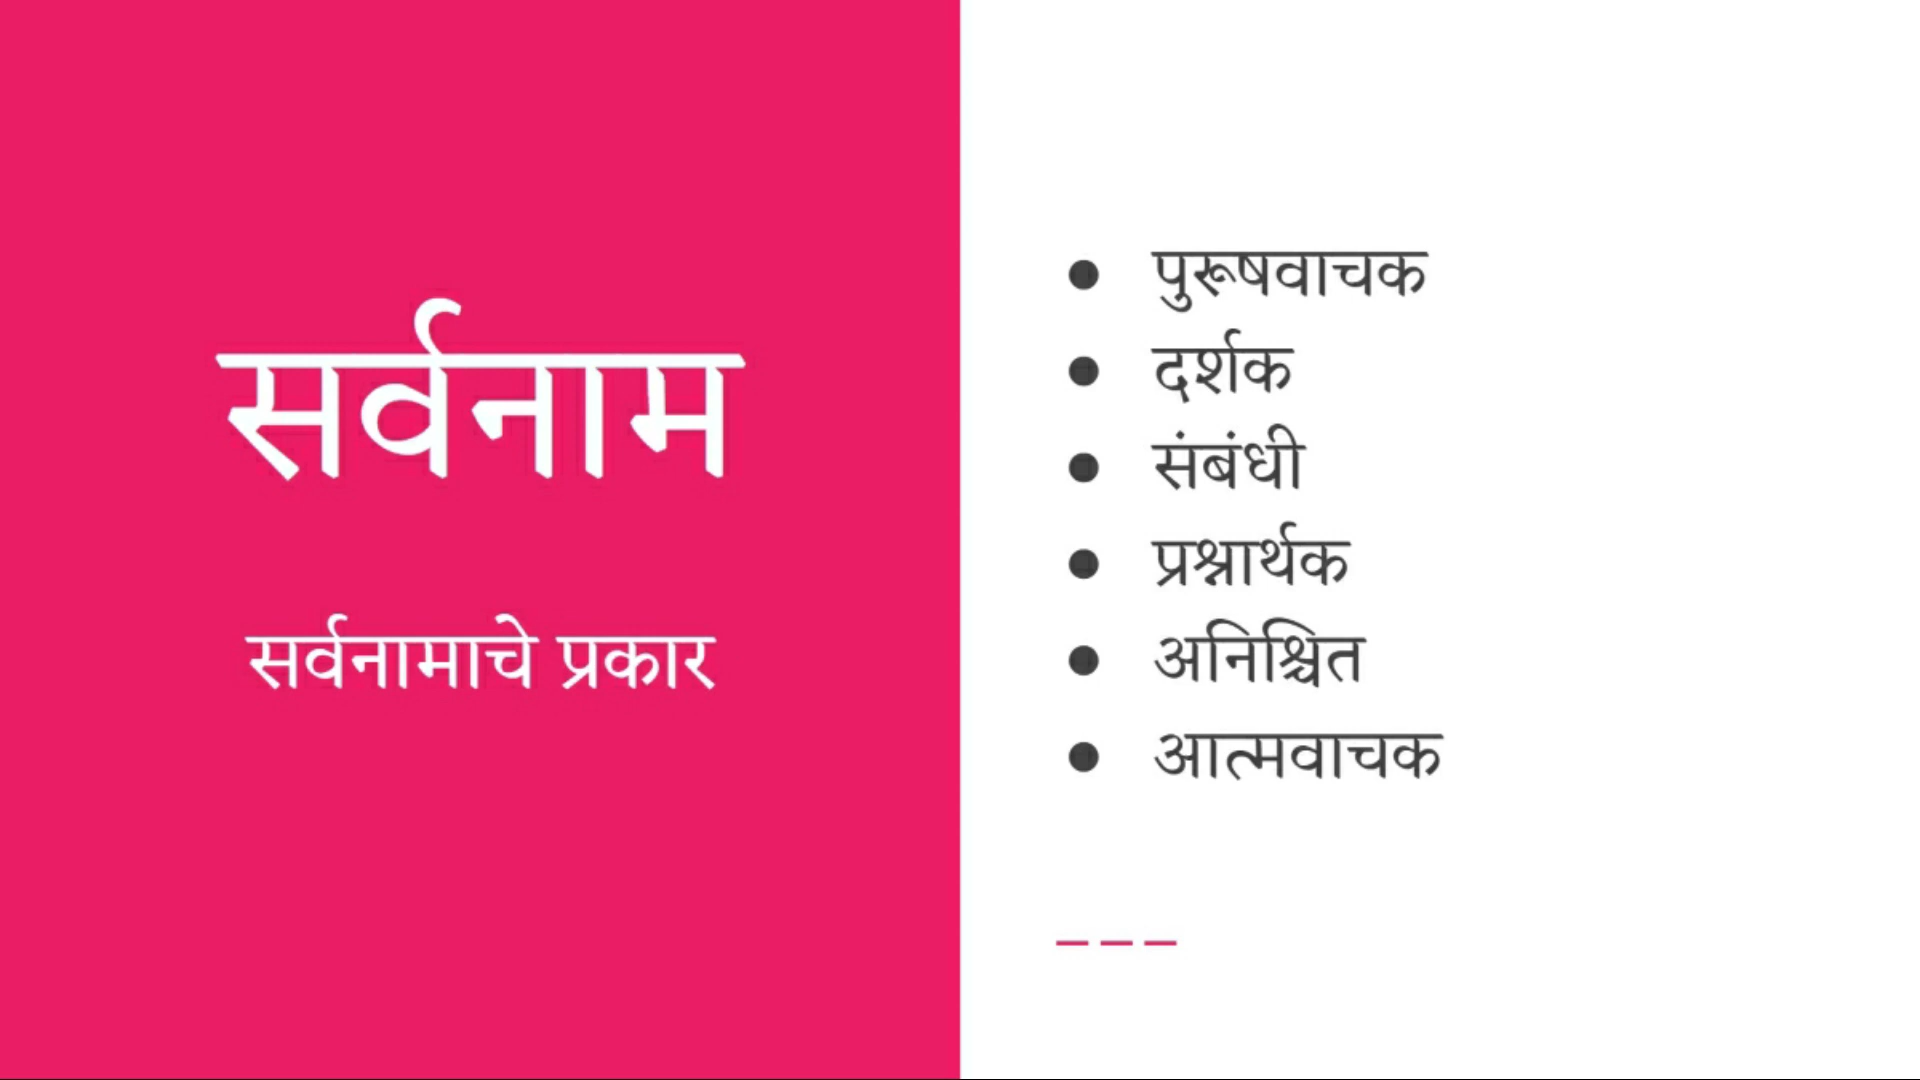 सर्वनाम
सर्वनामाचे प्रकार
● पुरूषवाचक
● दर्शक
● संबंधी
● प्रश्नार्थक
● अनिश्चित
● आत्मवाचक